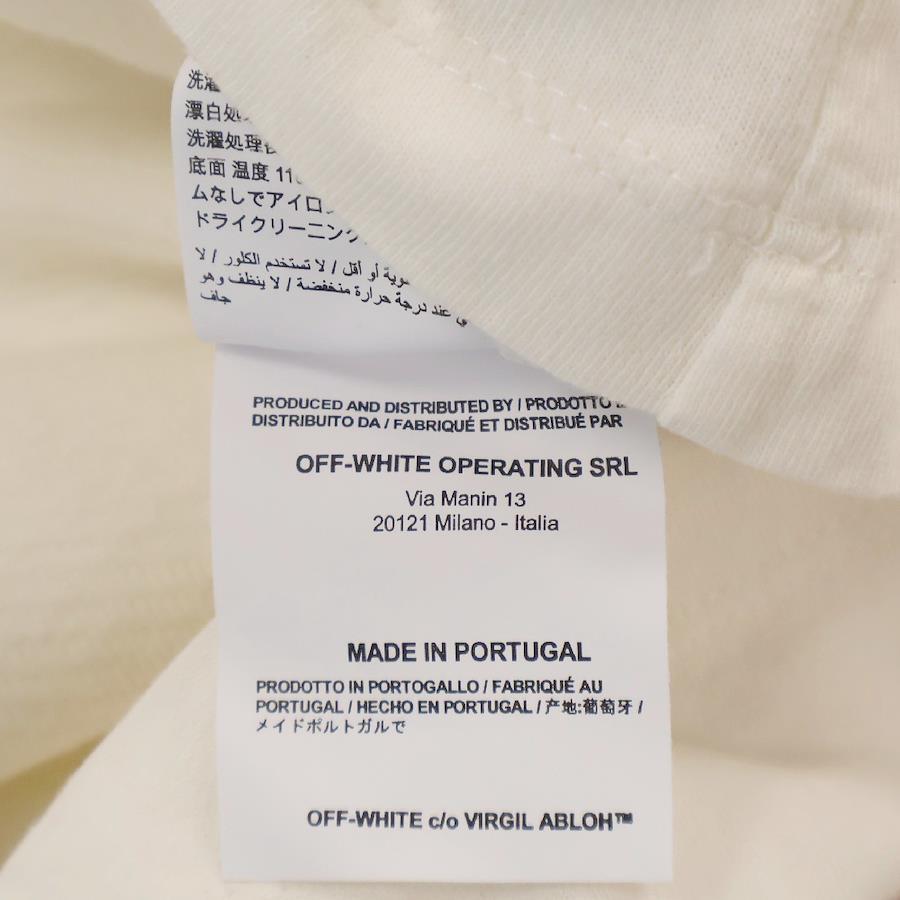 洗濯
漂白処
洗濯処理
底面 温度 11
ムなしでアイロン
ドライクリーニング
أو أقل / لا تستخدم الكلور / لا
عند درجة حرارة منخفضة / لا ينظف وهو
جاف
PRODUCED AND DISTRIBUTED BY / PRODOTTO E
DISTRIBUITO DA / FABRIQUÉ ET DISTRIBUÉ PAR
OFF-WHITE OPERATING SRL
Via Manin 13
20121 Milano - Italia
MADE IN PORTUGAL
PRODOTTO IN PORTOGALLO / FABRIQUÉ AU
PORTUGAL / HECHO EN PORTUGAL / 产地:葡萄牙 /
メイドポルトガルで
OFF-WHITE c/o VIRGIL ABLOH™